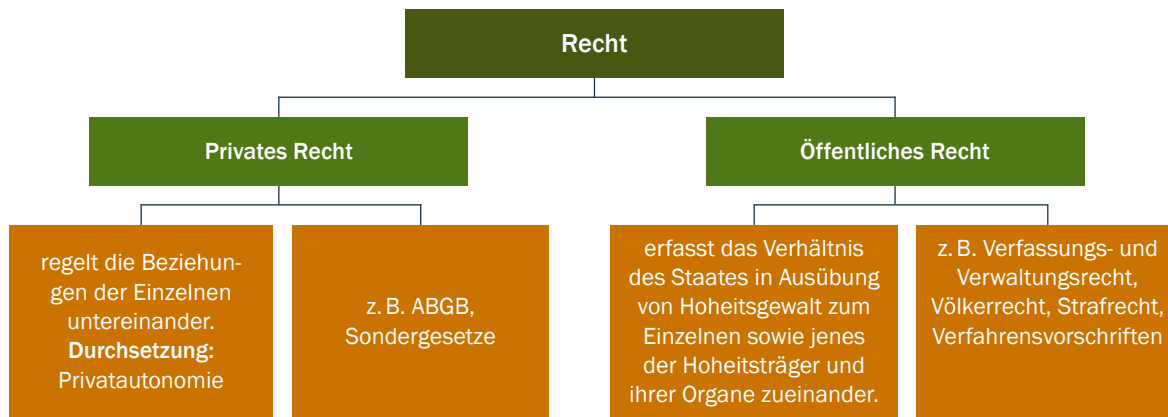 Recht
Privates Recht
Öffentliches Recht
regelt die Beziehun-
gen der Einzelnen
untereinander.
Durchsetzung:
Privatautonomie
z. B. ABGB,
Sondergesetze
erfasst das Verhältnis
des Staates in Ausübung
von Hoheitsgewalt zum
Einzelnen sowie jenes
der Hoheitsträger und
ihrer Organe zueinander.
z. B. Verfassungs- und
Verwaltungsrecht,
Völkerrecht, Strafrecht,
Verfahrensvorschriften